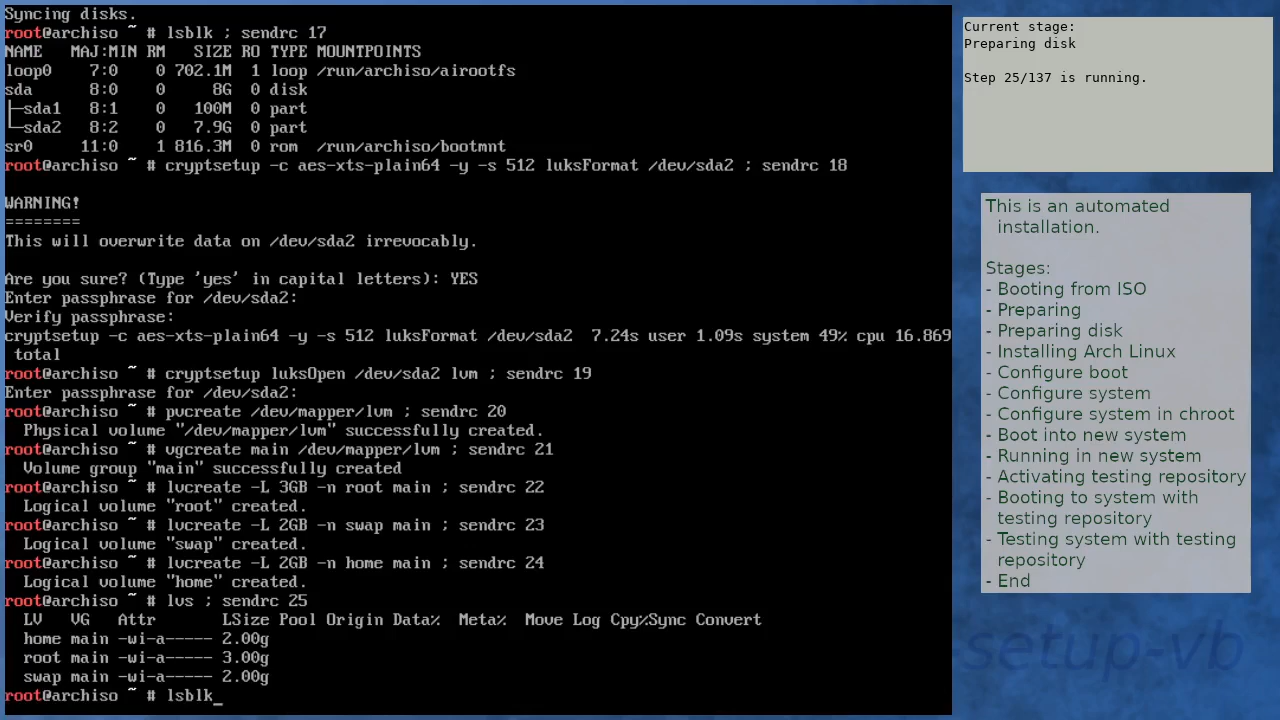 Syncing disks.
root@archiso ~ # lsblk ; sendrc 17
NAME   MAJ:MIN RM   SIZE RO TYPE MOUNTPOINTS
loop0    7:0    0 702.1M  1 loop /run/archiso/airootfs
sda      8:0    0     8G  0 disk
├─sda1   8:1    0   100M  0 part
└─sda2   8:2    0   7.9G  0 part
sr0     11:0    1 816.3M  0 rom  /run/archiso/bootmnt
root@archiso ~ # cryptsetup -c aes-xts-plain64 -y -s 512 luksFormat /dev/sda2 ; sendrc 18

WARNING!
========
This will overwrite data on /dev/sda2 irrevocably.

Are you sure? (Type 'yes' in capital letters): YES
Enter passphrase for /dev/sda2:
Verify passphrase:
cryptsetup -c aes-xts-plain64 -y -s 512 luksFormat /dev/sda2  7.24s user 1.09s system 49% cpu 16.869
 total
root@archiso ~ # cryptsetup luksOpen /dev/sda2 lvm ; sendrc 19
Enter passphrase for /dev/sda2:
root@archiso ~ # pvcreate /dev/mapper/lvm ; sendrc 20
  Physical volume "/dev/mapper/lvm" successfully created.
root@archiso ~ # vgcreate main /dev/mapper/lvm ; sendrc 21
  Volume group "main" successfully created
root@archiso ~ # lvcreate -L 3GB -n root main ; sendrc 22
  Logical volume "root" created.
root@archiso ~ # lvcreate -L 2GB -n swap main ; sendrc 23
  Logical volume "swap" created.
root@archiso ~ # lvcreate -L 2GB -n home main ; sendrc 24
  Logical volume "home" created.
root@archiso ~ # lvs ; sendrc 25
  LV   VG   Attr       LSize Pool Origin Data%  Meta%  Move Log Cpy%Sync Convert
  home main -wi-a----- 2.00g
  root main -wi-a----- 3.00g
  swap main -wi-a----- 2.00g
root@archiso ~ # lsblk_
Current stage:
Preparing disk

Step 25/137 is running.
This is an automated
installation.

Stages:
- Booting from ISO
- Preparing
- Preparing disk
- Installing Arch Linux
- Configure boot
- Configure system
- Configure system in chroot
- Boot into new system
- Running in new system
- Activating testing repository
- Booting to system with
testing repository
- Testing system with testing
repository
- End
setup-vb